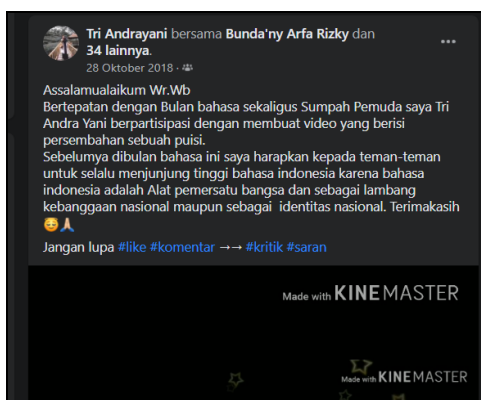 Tri Andrayani bersama Bunda'ny Arfa Rizky dan
34 lainnya.
28 Oktober 2018 ·
Assalamualaikum Wr.Wb
Bertepatan dengan Bulan bahasa sekaligus Sumpah Pemuda saya Tri
Andra Yani berpartisipasi dengan membuat video yang berisi
persembahan sebuah puisi.
Sebelumya dibulan bahasa ini saya harapkan kepada teman-teman
untuk selalu menjunjung tinggi bahasa indonesia karena bahasa
indonesia adalah Alat pemersatu bangsa dan sebagai lambang
kebanggaan nasional maupun sebagai identitas nasional. Terimakasih
😇🙏
Jangan lupa #like #komentar →→ #kritik #saran
Made with KINEMASTER
Made with KINEMASTER